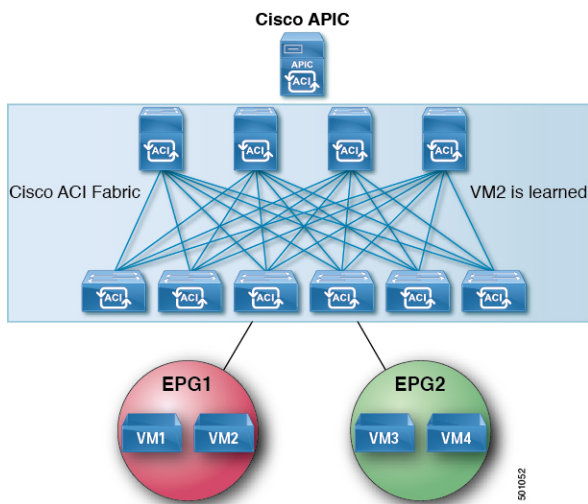 Cisco APIC
APIC
ACI
ACI
ACI
ACI
ACI
Cisco ACI Fabric
VM2 is learned
ACI
ACI
ACI
ACI
ACI
ACI
EPG1
EPG2
VM1
VM2
VM3
VM4
501052